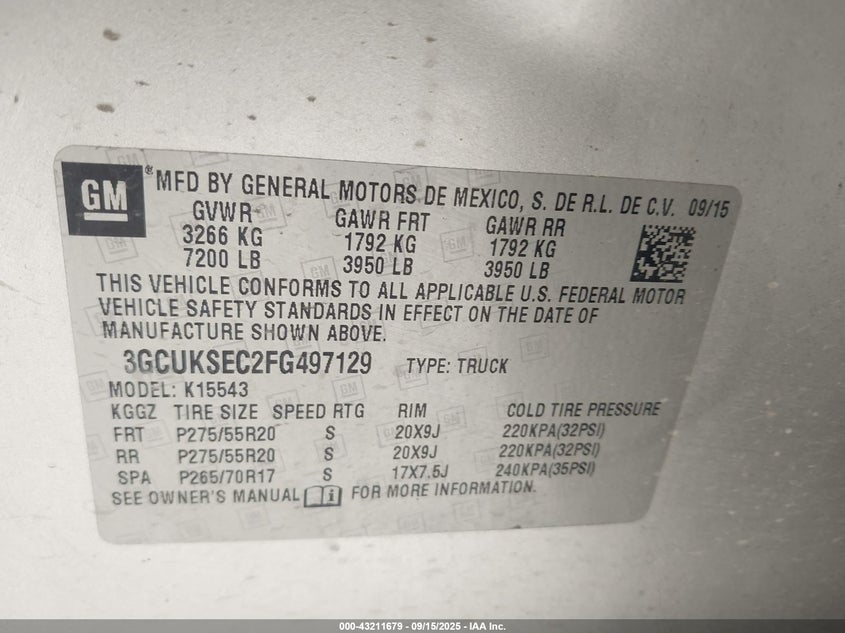 GM
® MFD BY GENERAL MOTORS DE MEXICO, S. DE R.L. DE C.V. 09/15
GVWR GAWR FRT GAWR RR
3266 KG 1792 KG 1792 KG
7200 LB 3950 LB 3950 LB
THIS VEHICLE CONFORMS TO ALL APPLICABLE U.S. FEDERAL MOTOR
VEHICLE SAFETY STANDARDS IN EFFECT ON THE DATE OF
MANUFACTURE SHOWN ABOVE.
3GCUKSEC2FG497129 TYPE: TRUCK
MODEL: K15543
KGGZ TIRE SIZE SPEED RTG RIM COLD TIRE PRESSURE
FRT P275/55R20 S 20X9J 220KPA(32PSI)
RR P275/55R20 S 20X9J 220KPA(32PSI)
SPA P265/70R17 S 17X7.5J 240KPA(35PSI)
SEE OWNER'S MANUAL i FOR MORE INFORMATION.
000-43211679 - 09/15/2025 - IAA Inc.